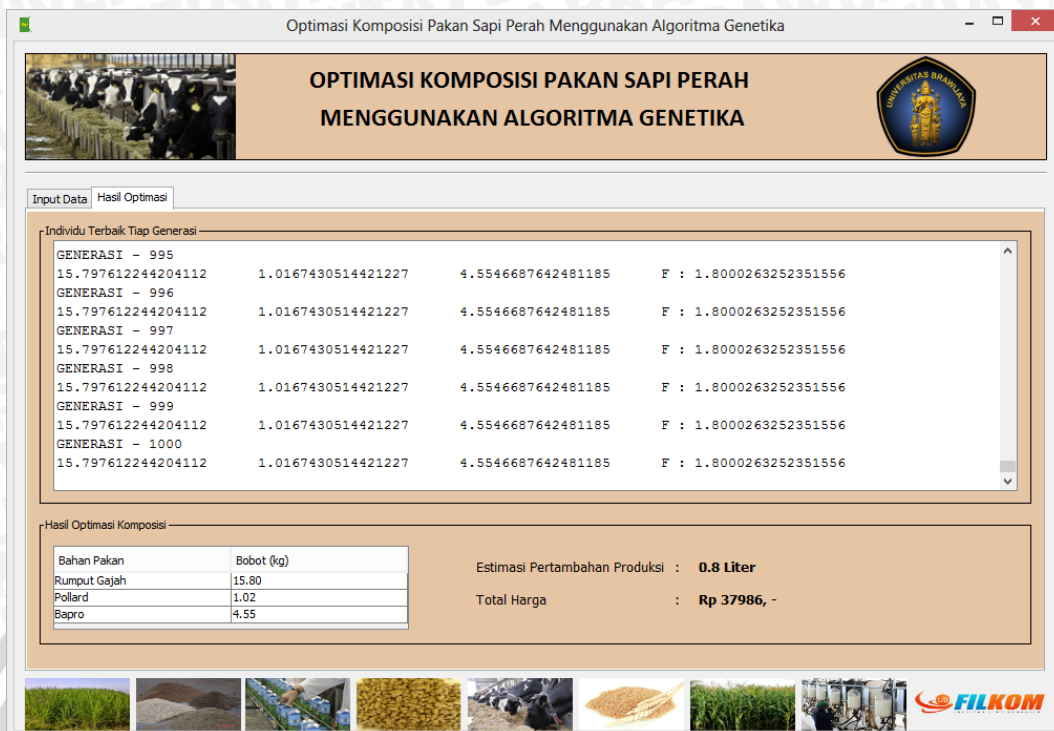 Optimasi Komposisi Pakan Sapi Perah Menggunakan Algoritma Genetika
OPTIMASI KOMPOSISI PAKAN SAPI PERAH
MENGGUNAKAN ALGORITMA GENETIKA
UNIVERSITAS BRAWIJAYA
Input Data Hasil Optimasi
Individu Terbaik Tiap Generasi
GENERASI - 995
15.797612244204112 1.0167430514421227 4.5546687642481185 F : 1.8000263252351556
GENERASI - 996
15.797612244204112 1.0167430514421227 4.5546687642481185 F : 1.8000263252351556
GENERASI - 997
15.797612244204112 1.0167430514421227 4.5546687642481185 F : 1.8000263252351556
GENERASI - 998
15.797612244204112 1.0167430514421227 4.5546687642481185 F : 1.8000263252351556
GENERASI - 999
15.797612244204112 1.0167430514421227 4.5546687642481185 F : 1.8000263252351556
GENERASI - 1000
15.797612244204112 1.0167430514421227 4.5546687642481185 F : 1.8000263252351556
Hasil Optimasi Komposisi
Bahan Pakan Bobot (kg)
Rumput Gajah 15.80
Pollard 1.02
Bapro 4.55
Estimasi Pertambahan Produksi : 0.8 Liter
Total Harga : Rp 37986, -
FILKOM